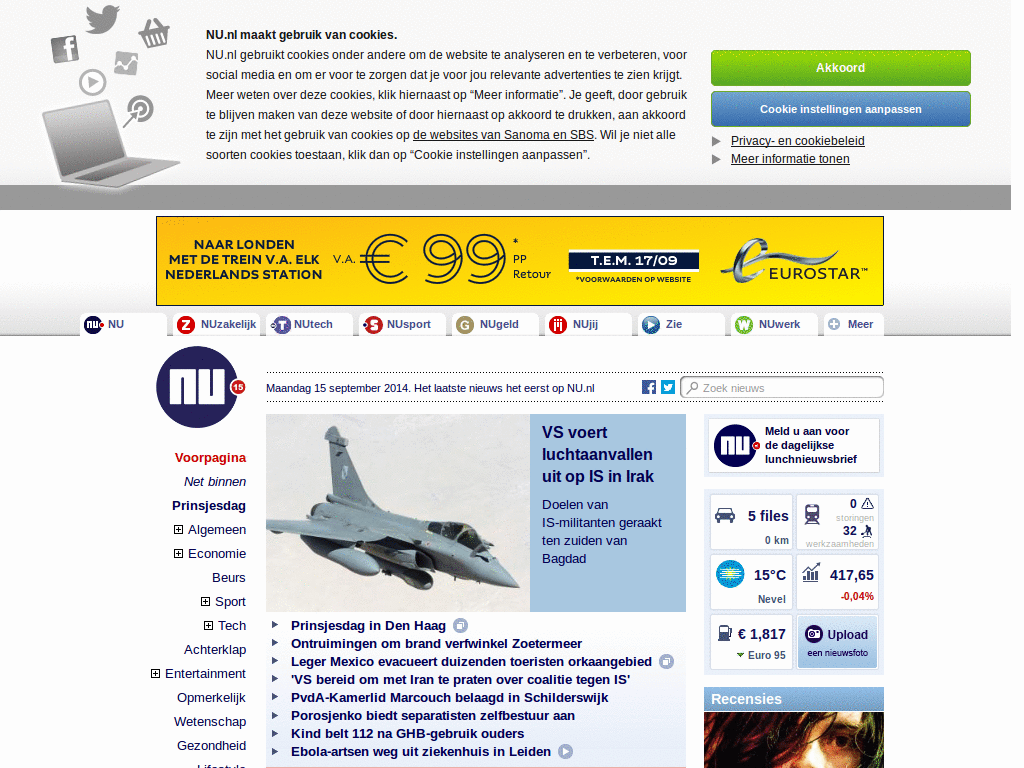 NU.nl maakt gebruik van cookies.
NU.nl gebruikt cookies onder andere om de website te analyseren en te verbeteren, voor
social media en om er voor te zorgen dat je voor jou relevante advertenties te zien krijgt.
Meer weten over deze cookies, klik hiernaast op “Meer informatie”. Je geeft, door gebruik
te blijven maken van deze website of door hiernaast op akkoord te drukken, aan akkoord
te zijn met het gebruik van cookies op de websites van Sanoma en SBS. Wil je niet alle
soorten cookies toestaan, klik dan op “Cookie instellingen aanpassen”.
Akkoord
Cookie instellingen aanpassen
Privacy- en cookiebeleid
Meer informatie tonen
NAAR LONDEN
MET DE TREIN V.A. ELK
NEDERLANDS STATION
V.A. € 99 * PP Retour
T.E.M. 17/09
*VOORWAARDEN OP WEBSITE
EUROSTAR™
NU
NUzakelijk
NUtech
NUsport
NUgeld
NUjij
Zie
NUwerk
Meer
nu 15
Maandag 15 september 2014. Het laatste nieuws het eerst op NU.nl
Zoek nieuws
Voorpagina
Net binnen
Prinsjesdag
Algemeen
Economie
Beurs
Sport
Tech
Achterklap
Entertainment
Opmerkelijk
Wetenschap
Gezondheid
Lifestyle
VS voert
luchtaanvallen
uit op IS in Irak
Doelen van
IS-militanten geraakt
ten zuiden van
Bagdad
Prinsjesdag in Den Haag
Ontruimingen om brand verfwinkel Zoetermeer
Leger Mexico evacueert duizenden toeristen orkaangebied
'VS bereid om met Iran te praten over coalitie tegen IS'
PvdA-Kamerlid Marcouch belaagd in Schilderswijk
Porosjenko biedt separatisten zelfbestuur aan
Kind belt 112 na GHB-gebruik ouders
Ebola-artsen weg uit ziekenhuis in Leiden
nu
Meld u aan voor
de dagelijkse
lunchnieuwsbrief
5 files
0 km
0
storingen
32
werkzaamheden
15°C
Nevel
417,65
-0,04%
€ 1,817
Euro 95
Upload
een nieuwsfoto
Recensies